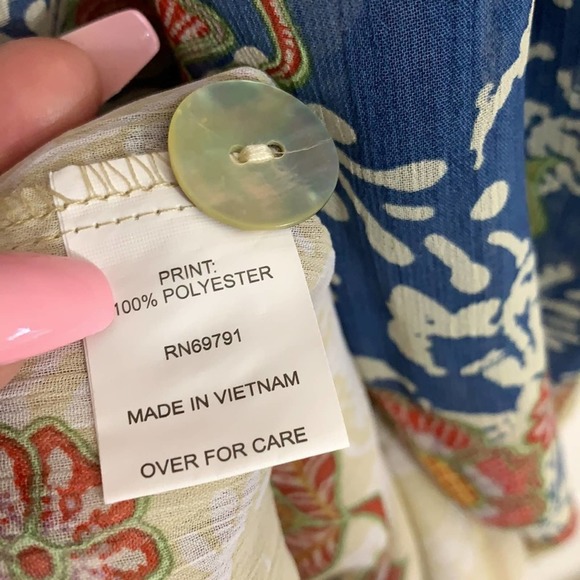 PRINT:
100% POLYESTER
RN69791
MADE IN VIETNAM
OVER FOR CARE